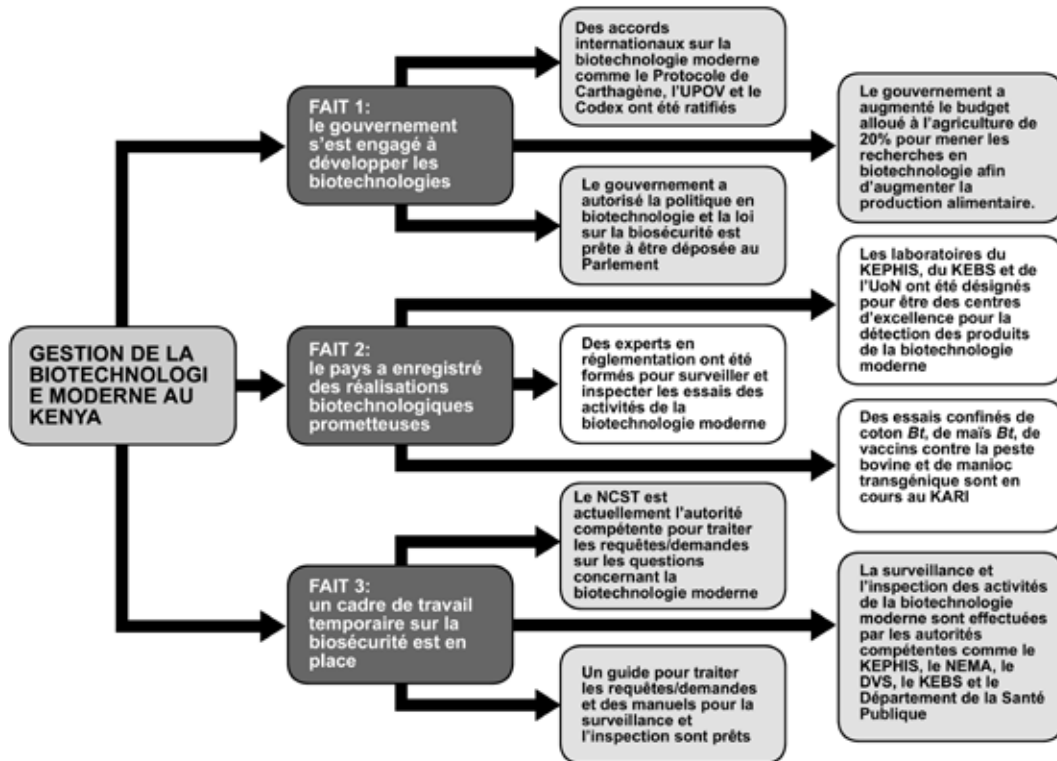 GESTION DE LA
BIOTECHNOLOGI
E MODERNE AU
KENYA
FAIT 1:
le gouvernement
s’est engagé à
développer les
biotechnologies
Des accords
internationaux sur la
biotechnologie moderne
comme le Protocole de
Carthagène, l’UPOV et le
Codex ont été ratifiés
Le gouvernement a
augmenté le budget
alloué à l’agriculture de
20% pour mener les
recherches en
biotechnologie afin
d’augmenter la
production alimentaire.
Le gouvernement a
autorisé la politique en
biotechnologie et la loi
sur la biosécurité est
prête à être déposée au
Parlement
FAIT 2:
le pays a enregistré
des réalisations
biotechnologiques
prometteuses
Les laboratoires du
KEPHIS, du KEBS et de
l’UoN ont été désignés
pour être des centres
d’excellence pour la
détection des produits
de la biotechnologie
moderne
Des experts en
réglementation ont été
formés pour surveiller et
inspecter les essais des
activités de la
biotechnologie moderne
Des essais confinés de
coton Bt, de maïs Bt, de
vaccins contre la peste
bovine et de manioc
transgénique sont en
cours au KARI
FAIT 3:
un cadre de travail
temporaire sur la
biosécurité est en
place
Le NCST est
actuellement l’autorité
compétente pour traiter
les requêtes/demandes
sur les questions
concernant la
biotechnologie moderne
La surveillance et
l’inspection des activités
de la biotechnologie
moderne sont effectuées
par les autorités
compétentes comme le
KEPHIS, le NEMA, le
DVS, le KEBS et le
Département de la Santé
Publique
Un guide pour traiter
les requêtes/demandes
et des manuels pour la
surveillance et
l’inspection sont prêts